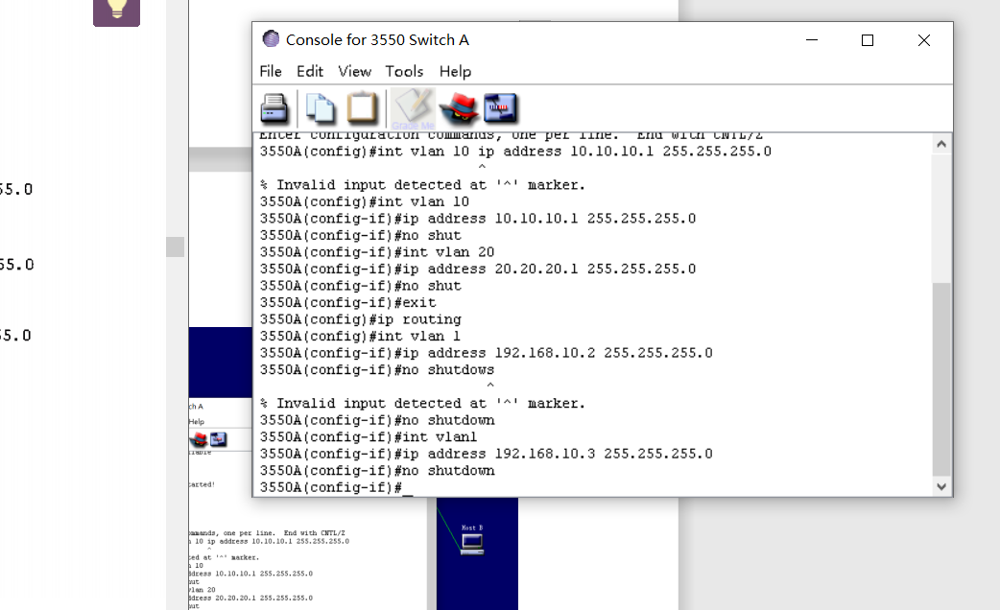 Console for 3550 Switch A
File Edit View Tools Help
Grade Me
Enter configuration commands, one per line.  End with CNTL/Z
3550A(config)#int vlan 10 ip address 10.10.10.1 255.255.255.0
^
% Invalid input detected at '^' marker.
3550A(config)#int vlan 10
3550A(config-if)#ip address 10.10.10.1 255.255.255.0
3550A(config-if)#no shut
3550A(config-if)#int vlan 20
3550A(config-if)#ip address 20.20.20.1 255.255.255.0
3550A(config-if)#no shut
3550A(config-if)#exit
3550A(config)#ip routing
3550A(config)#int vlan 1
3550A(config-if)#ip address 192.168.10.2 255.255.255.0
3550A(config-if)#no shutdows
^
% Invalid input detected at '^' marker.
3550A(config-if)#no shutdown
3550A(config-if)#int vlan1
3550A(config-if)#ip address 192.168.10.3 255.255.255.0
3550A(config-if)#no shutdown
3550A(config-if)#_
55.0
55.0
55.0
ch A
Help
arted!
ommands, one per line.  End with CNTL/Z
n 10 ip address 10.10.10.1 255.255.255.0
^
ted at '^' marker.
n 10
ddress 10.10.10.1 255.255.255.0
hut
vlan 20
ddress 20.20.20.1 255.255.255.0
hut
Host B